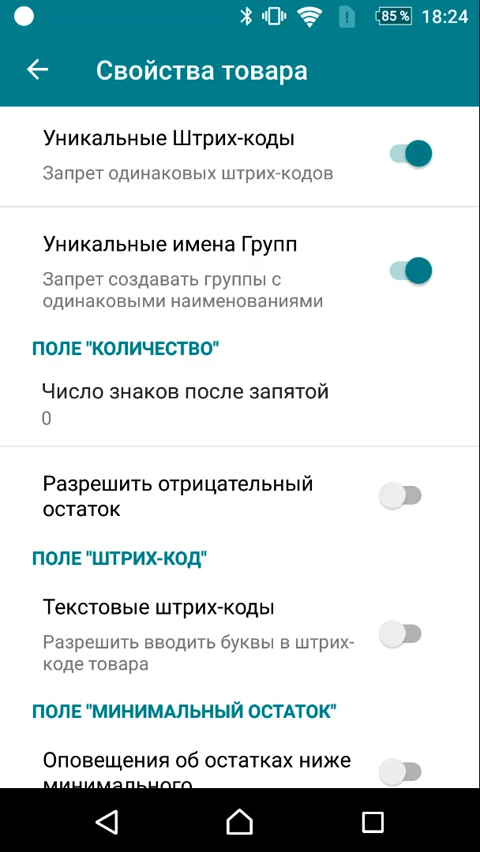 85 % 18:24
Свойства товара
Уникальные Штрих-коды
Запрет одинаковых штрих-кодов
Уникальные имена Групп
Запрет создавать группы с
одинаковыми наименованиями
ПОЛЕ "КОЛИЧЕСТВО"
Число знаков после запятой
0
Разрешить отрицательный
остаток
ПОЛЕ "ШТРИХ-КОД"
Текстовые штрих-коды
Разрешить вводить буквы в штрих-
коде товара
ПОЛЕ "МИНИМАЛЬНЫЙ ОСТАТОК"
Оповещения об остатках ниже
минимального